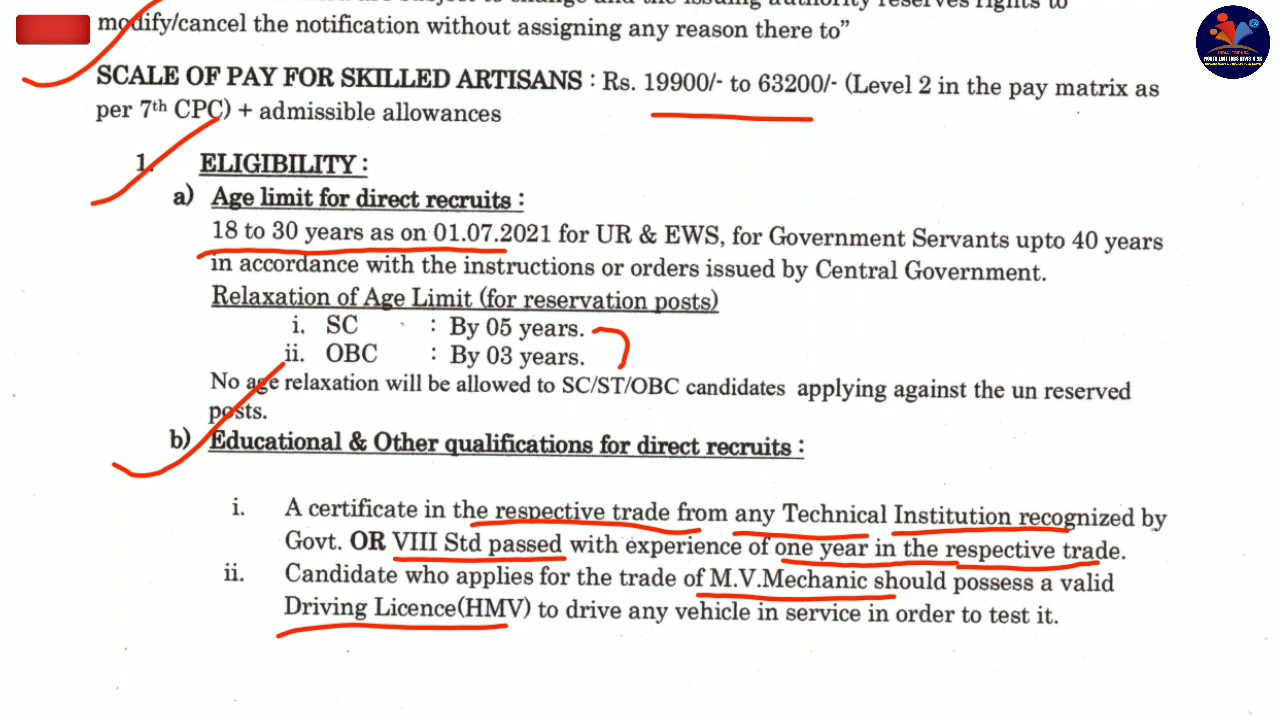 modify/cancel the notification without assigning any reason there to”
SCALE OF PAY FOR SKILLED ARTISANS : Rs. 19900/- to 63200/- (Level 2 in the pay matrix as
per 7th CPC) + admissible allowances
1. ELIGIBILITY :
a) Age limit for direct recruits :
18 to 30 years as on 01.07.2021 for UR & EWS, for Government Servants upto 40 years
in accordance with the instructions or orders issued by Central Government.
Relaxation of Age Limit (for reservation posts)
i. SC : By 05 years.
ii. OBC : By 03 years.
No age relaxation will be allowed to SC/ST/OBC candidates applying against the un reserved
posts.
b) Educational & Other qualifications for direct recruits :
i. A certificate in the respective trade from any Technical Institution recognized by
Govt. OR VIII Std passed with experience of one year in the respective trade.
ii. Candidate who applies for the trade of M.V.Mechanic should possess a valid
Driving Licence(HMV) to drive any vehicle in service in order to test it.